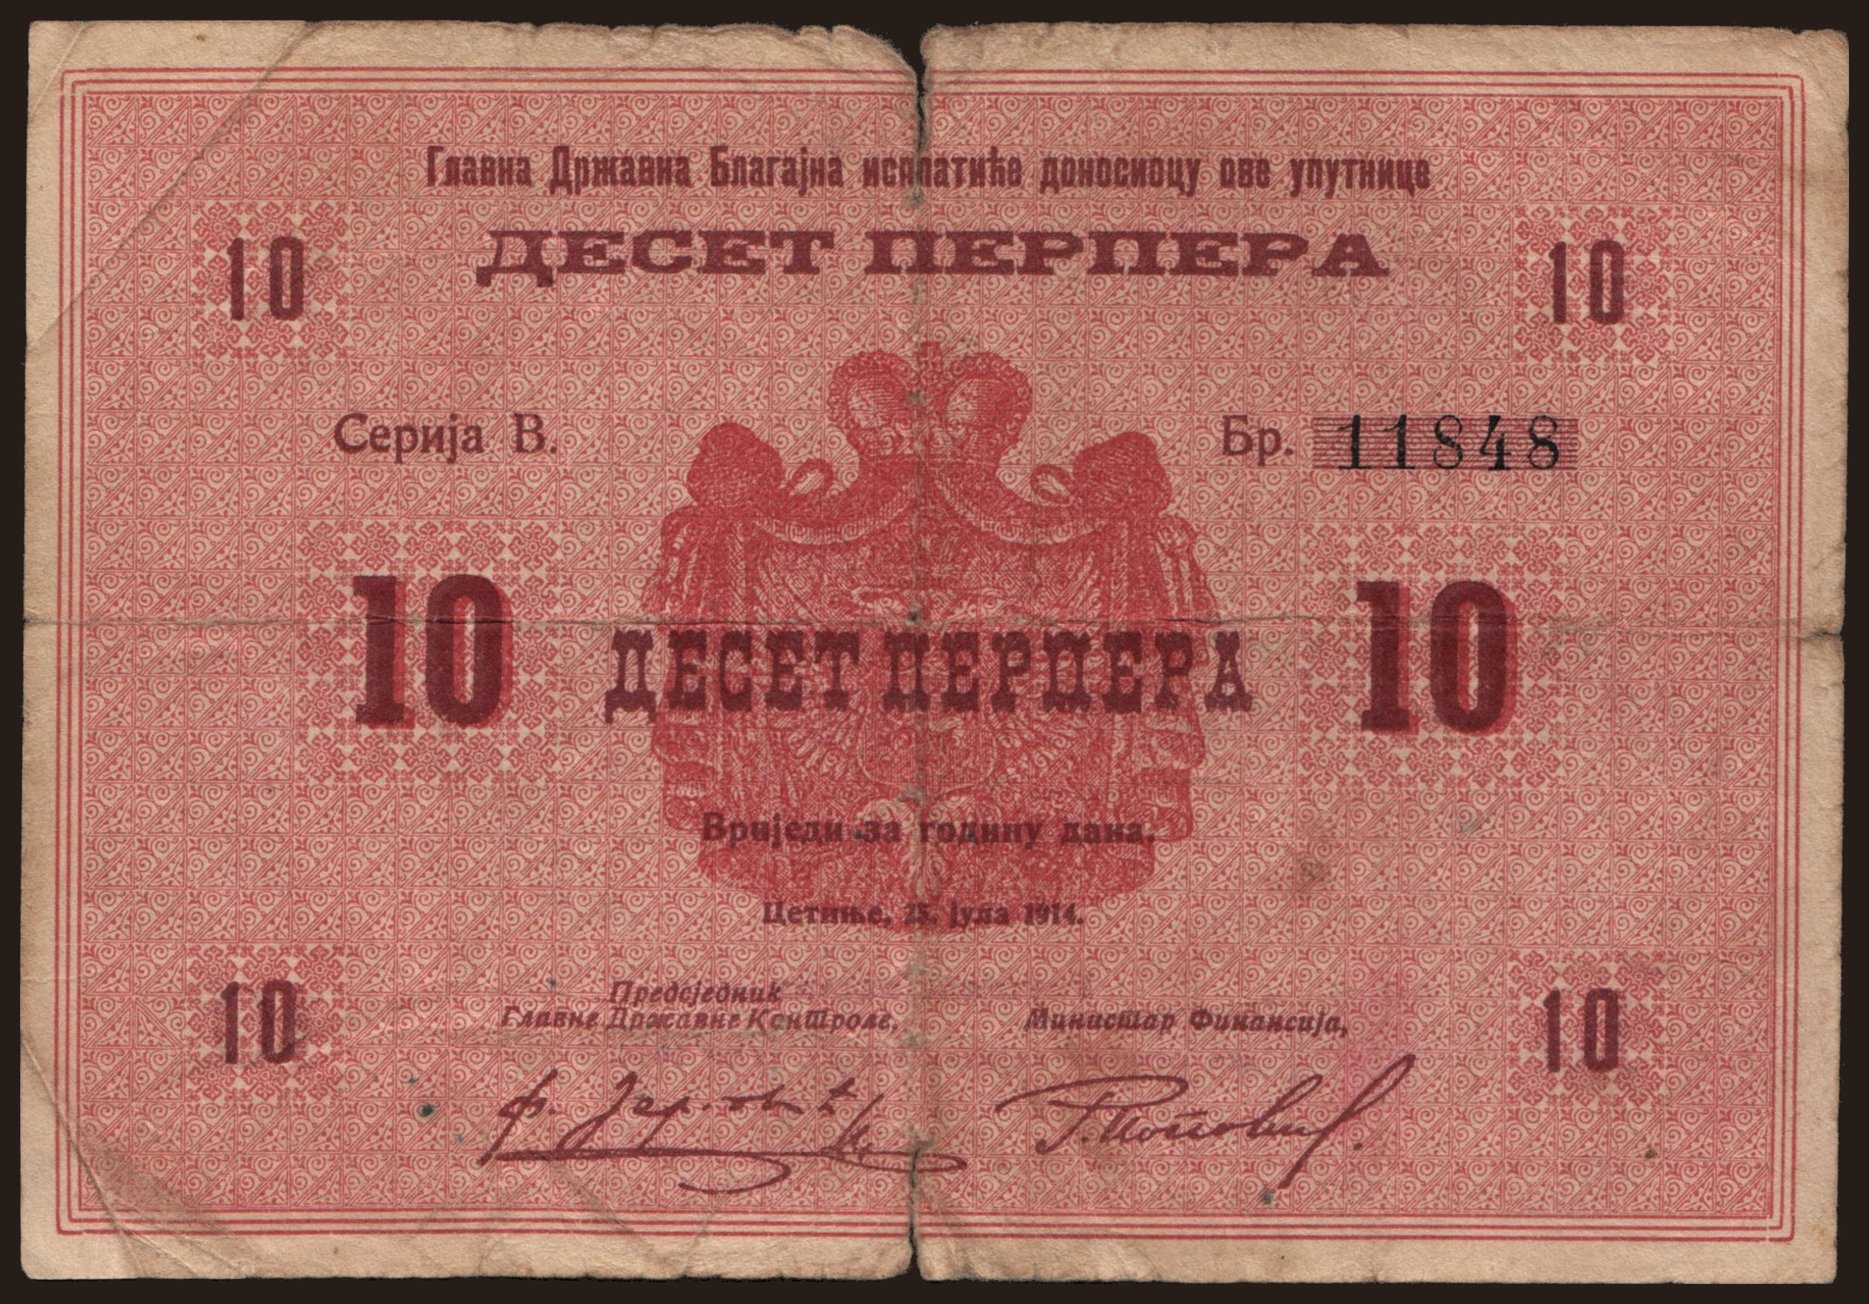 Главна Државна Благајна исплатиће доносиоцу ове упутнице
10 ДЕСЕТ ПЕРПЕРА 10
Серија В. Бр. 11848
10 ДЕСЕТ ПЕРПЕРА 10
Вриједи за годину дана.
Цетиње, 25. јула 1914.
Предсједник
Главне Државне Контроле, Министар Финансија,
10 10